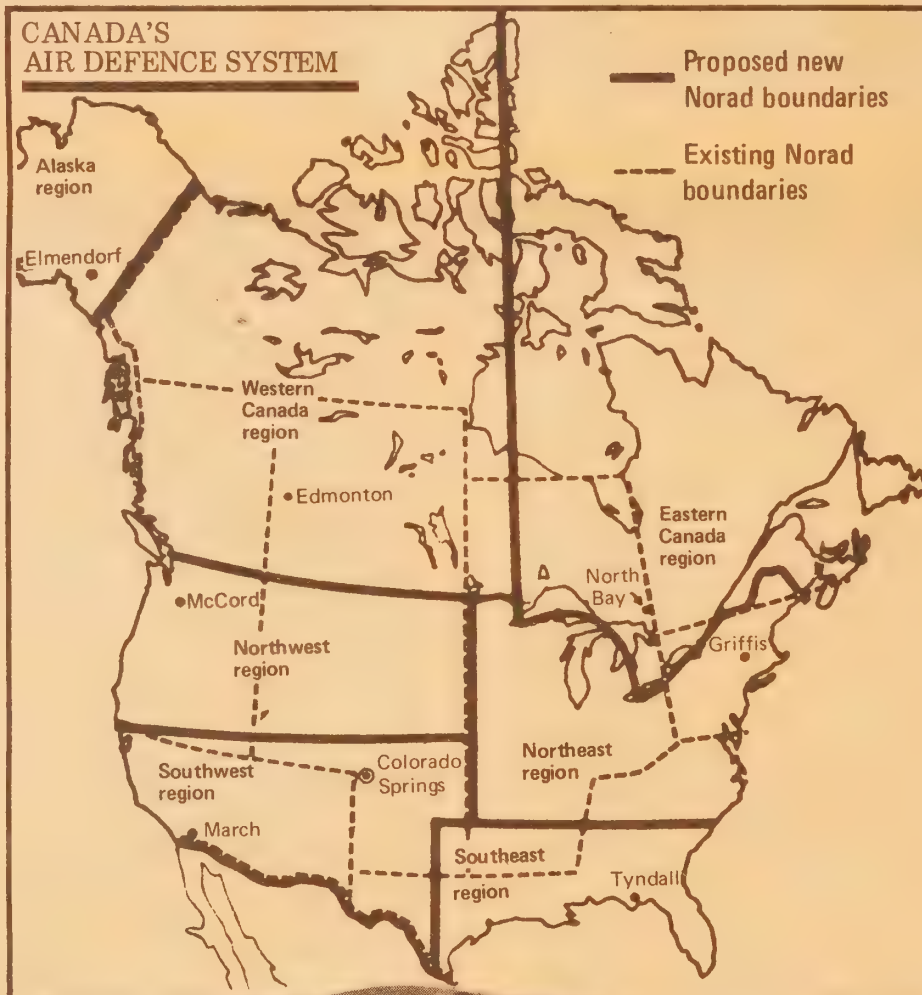 CANADA'S
AIR DEFENCE SYSTEM
Proposed new
Norad boundaries
Existing Norad
boundaries
Alaska
region
Elmendorf
Western
Canada
region
Edmonton
Eastern
Canada
region
North
Bay
McCord
Griffis
Northwest
region
Northeast
region
Colorado
Springs
Southwest
region
March
Southeast
region
Tyndall